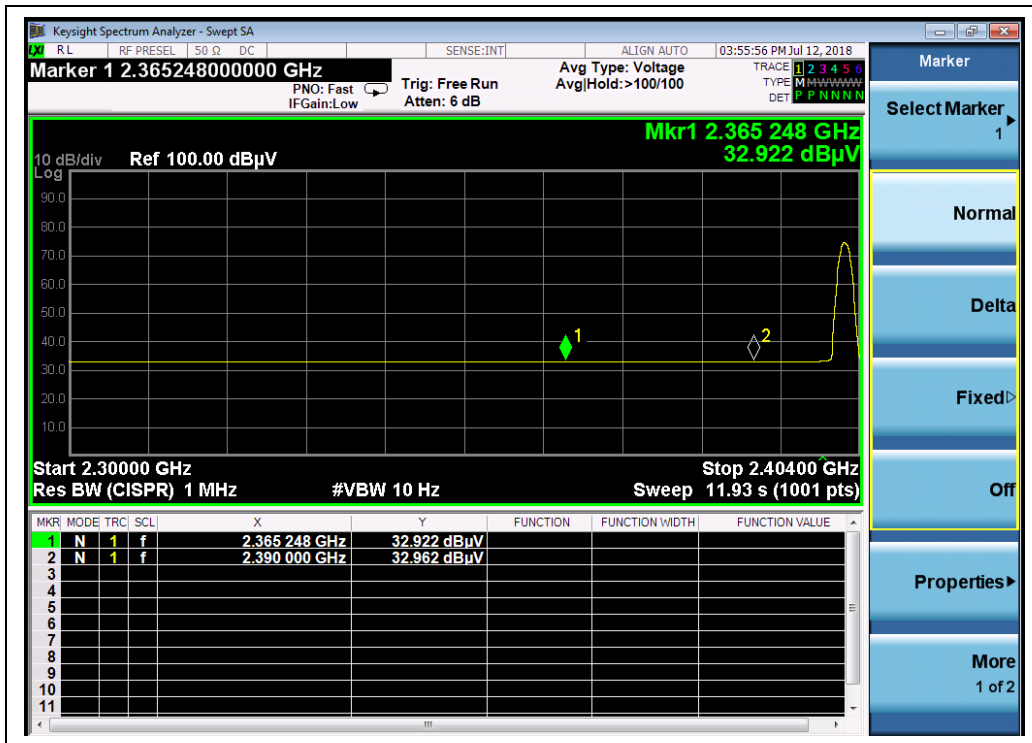 Keysight Spectrum Analyzer - Swept SA
LXI RL RF PRESEL 50 Ω DC SENSE:INT ALIGN AUTO 03:55:56 PM Jul 12, 2018
Marker 1 2.365248000000 GHz
PNO: Fast
IFGain:Low
Trig: Free Run
Atten: 6 dB
Avg Type: Voltage
Avg|Hold:>100/100
TRACE 1 2 3 4 5 6
TYPE M M W W W W W
DET P P N N N N
Mkr1 2.365 248 GHz
32.922 dBµV
10 dB/div Ref 100.00 dBµV
Log
90.0
80.0
70.0
60.0
50.0
40.0
30.0
20.0
10.0
1
2
Start 2.30000 GHz Stop 2.40400 GHz
Res BW (CISPR) 1 MHz #VBW 10 Hz Sweep 11.93 s (1001 pts)
MKR MODE TRC SCL X Y FUNCTION FUNCTION WIDTH FUNCTION VALUE
1 N 1 f 2.365 248 GHz 32.922 dBµV
2 N 1 f 2.390 000 GHz 32.962 dBµV
3
4
5
6
7
8
9
10
11
Marker
Select Marker
1
Normal
Delta
Fixed
Off
Properties
More
1 of 2